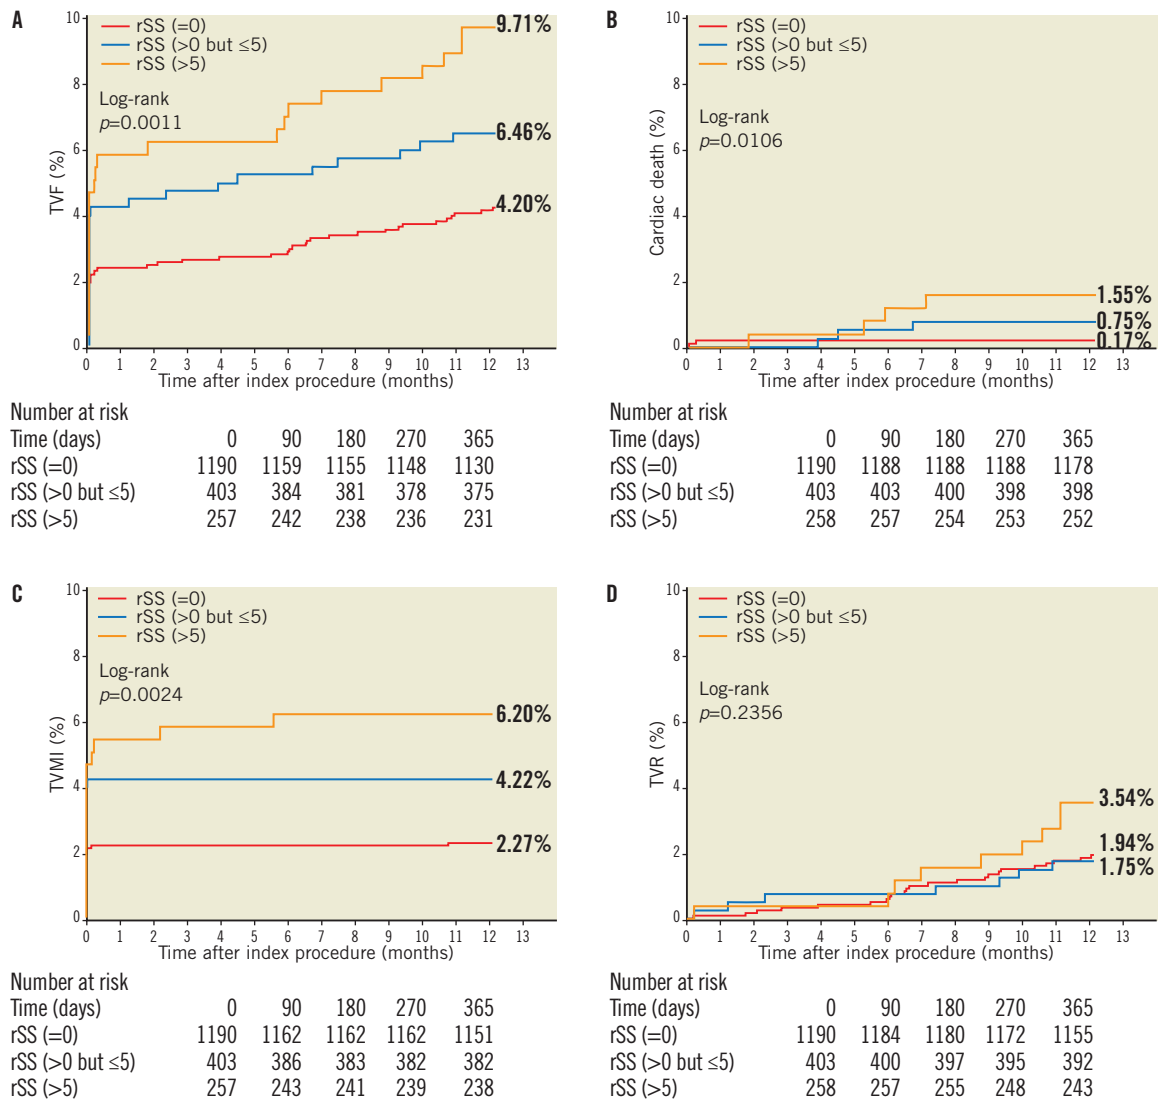 A
rSS (=0)
rSS (>0 but ≤5)
rSS (>5)
Log-rank
p=0.0011
TVF (%)
10
8
6
4
2
0
9.71%
6.46%
4.20%
0 1 2 3 4 5 6 7 8 9 10 11 12 13
Time after index procedure (months)
Number at risk
Time (days) 0 90 180 270 365
rSS (=0) 1190 1159 1155 1148 1130
rSS (>0 but ≤5) 403 384 381 378 375
rSS (>5) 257 242 238 236 231
B
rSS (=0)
rSS (>0 but ≤5)
rSS (>5)
Log-rank
p=0.0106
Cardiac death (%)
10
8
6
4
2
0
1.55%
0.75%
0.17%
0 1 2 3 4 5 6 7 8 9 10 11 12 13
Time after index procedure (months)
Number at risk
Time (days) 0 90 180 270 365
rSS (=0) 1190 1188 1188 1188 1178
rSS (>0 but ≤5) 403 403 400 398 398
rSS (>5) 258 257 254 253 252
C
rSS (=0)
rSS (>0 but ≤5)
rSS (>5)
Log-rank
p=0.0024
TVMI (%)
10
8
6
4
2
0
6.20%
4.22%
2.27%
0 1 2 3 4 5 6 7 8 9 10 11 12 13
Time after index procedure (months)
Number at risk
Time (days) 0 90 180 270 365
rSS (=0) 1190 1162 1162 1162 1151
rSS (>0 but ≤5) 403 386 383 382 382
rSS (>5) 257 243 241 239 238
D
rSS (=0)
rSS (>0 but ≤5)
rSS (>5)
Log-rank
p=0.2356
TVR (%)
10
8
6
4
2
0
3.54%
1.94%
1.75%
0 1 2 3 4 5 6 7 8 9 10 11 12 13
Time after index procedure (months)
Number at risk
Time (days) 0 90 180 270 365
rSS (=0) 1190 1184 1180 1172 1155
rSS (>0 but ≤5) 403 400 397 395 392
rSS (>5) 258 257 255 248 243